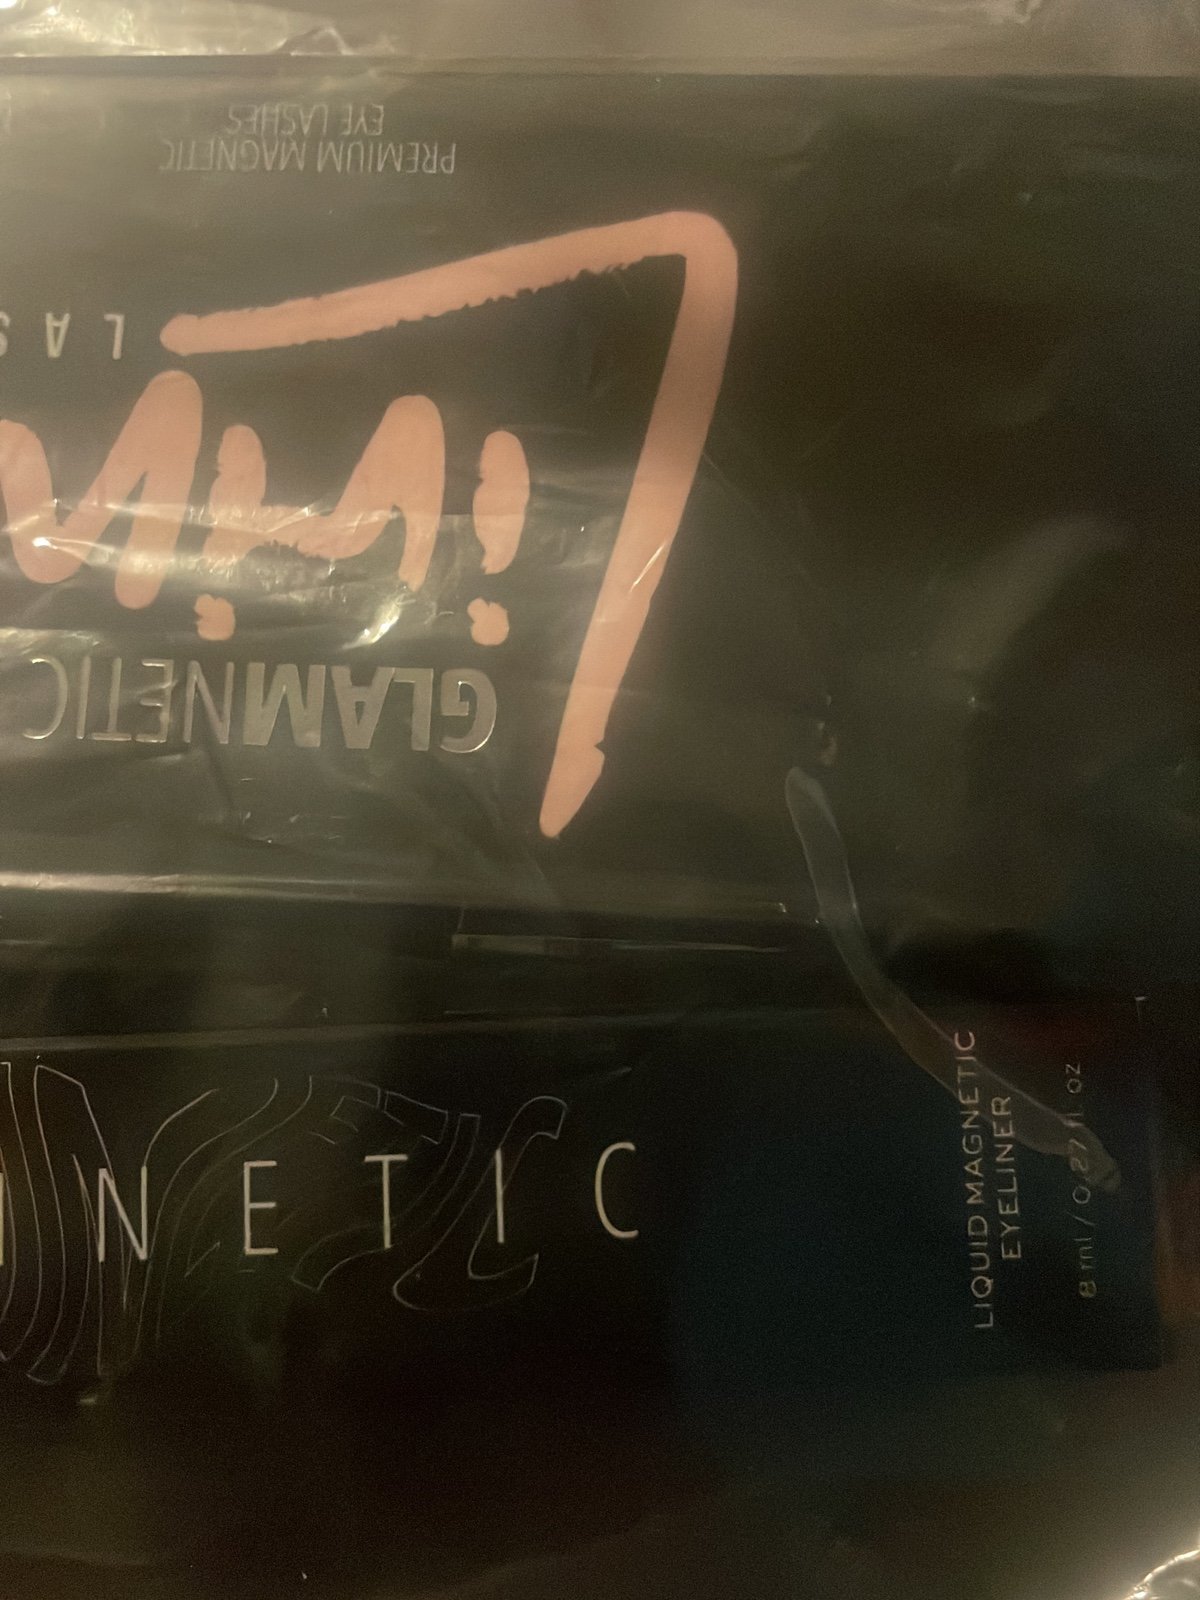 GLAMNETIC
LAS
PREMIUM MAGNETIC
EYE LASHES
NETIC
LIQUID MAGNETIC
EYELINER
8 ml / 0.27 fl oz